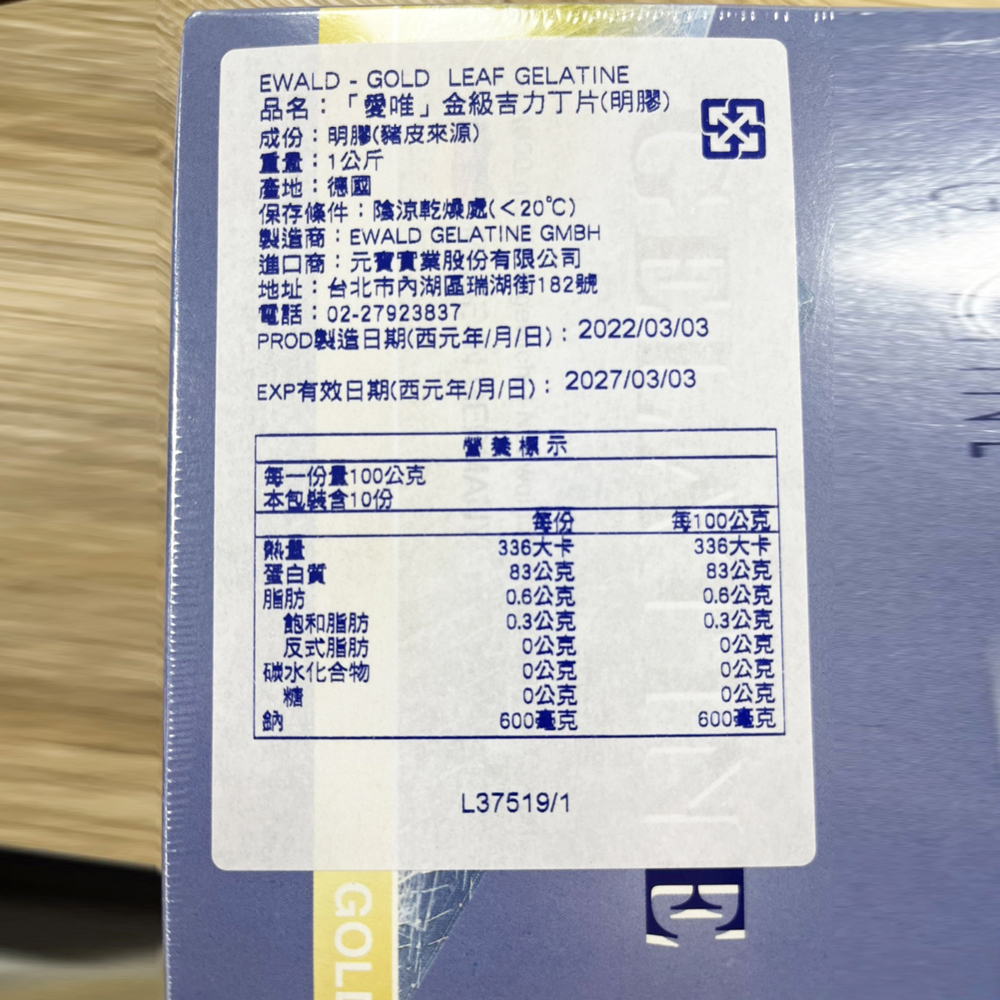 EWALD - GOLD LEAF GELATINE
品名：「愛唯」金級吉力丁片(明膠)
成份：明膠(豬皮來源)
重量：1公斤
產地：德國
保存條件：陰涼乾燥處(＜20℃)
製造商：EWALD GELATINE GMBH
進口商：元寶實業股份有限公司
地址：台北市內湖區瑞湖街182號
電話：02-27923837
PROD製造日期(西元年/月/日)：2022/03/03
EXP有效日期(西元年/月/日)：2027/03/03
營養標示
每一份量100公克
本包裝含10份
每份 每100公克
熱量 336大卡 336大卡
蛋白質 83公克 83公克
脂肪 0.6公克 0.6公克
飽和脂肪 0.3公克 0.3公克
反式脂肪 0公克 0公克
碳水化合物 0公克 0公克
糖 0公克 0公克
鈉 600毫克 600毫克
L37519/1
GOL
E